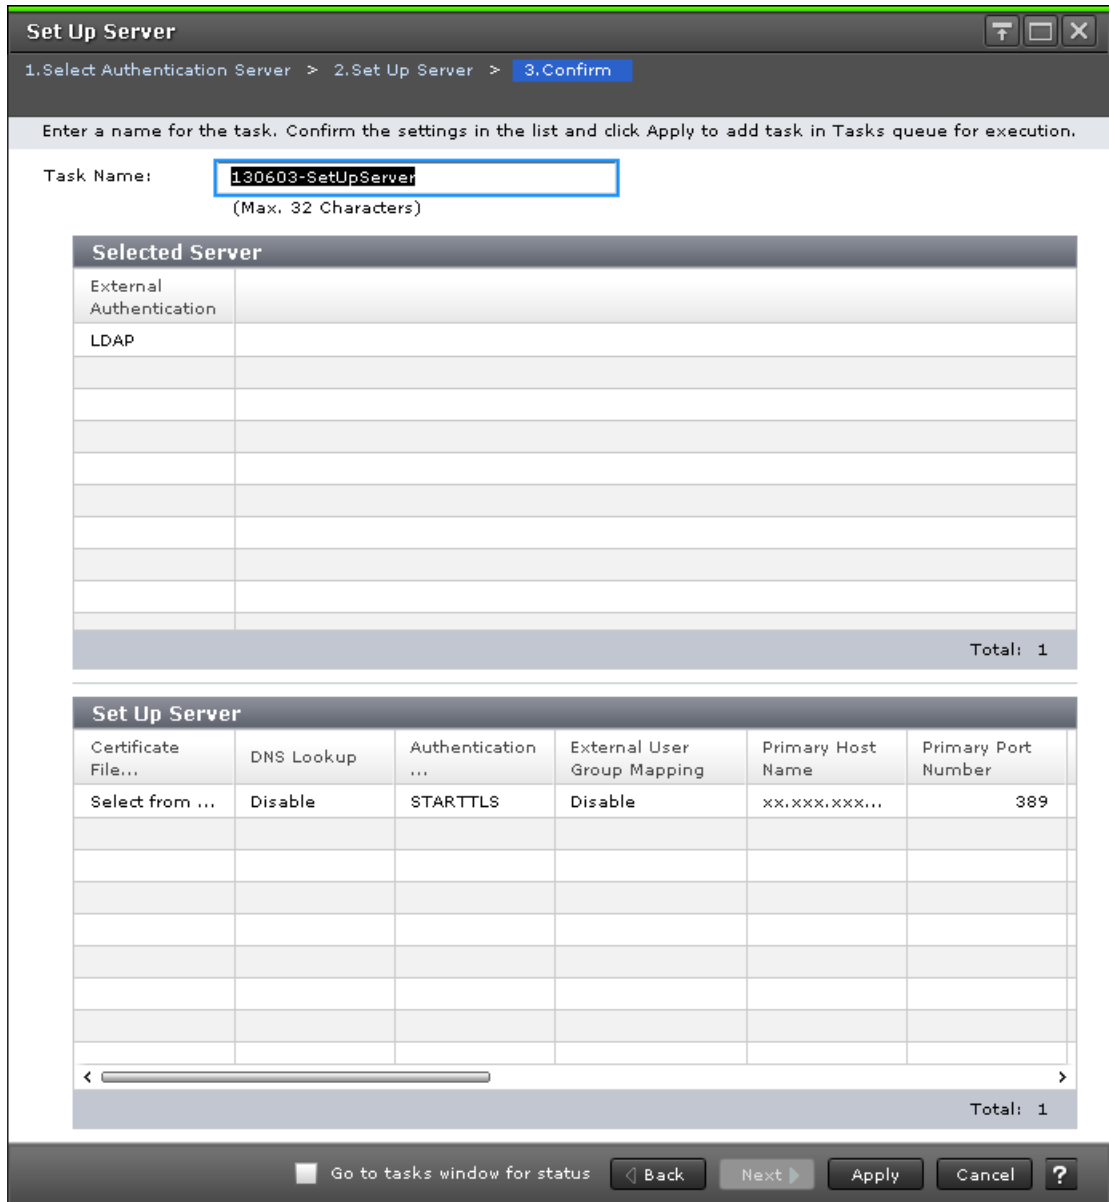 Set Up Server
1.Select Authentication Server > 2.Set Up Server > 3.Confirm
Enter a name for the task. Confirm the settings in the list and click Apply to add task in Tasks queue for execution.
Task Name: 130603-SetUpServer
(Max. 32 Characters)
Selected Server
External
Authentication
LDAP
Total: 1
Set Up Server
Certificate File... DNS Lookup Authentication ... External User Group Mapping Primary Host Name Primary Port Number
Select from ... Disable STARTTLS Disable xx.xxx.xxx... 389
Total: 1
Go to tasks window for status Back Next Apply Cancel ?